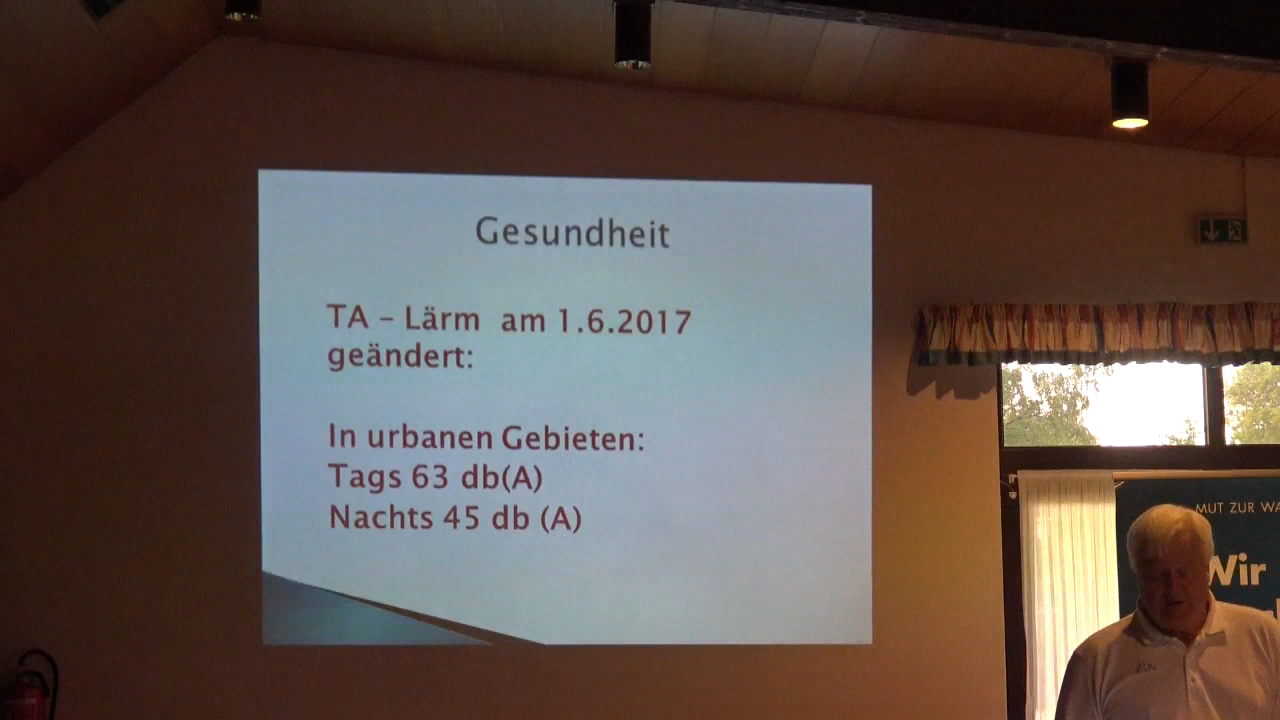 Gesundheit
TA – Lärm am 1.6.2017
geändert:
In urbanen Gebieten:
Tags 63 db(A)
Nachts 45 db (A)
MUT ZUR
Wir